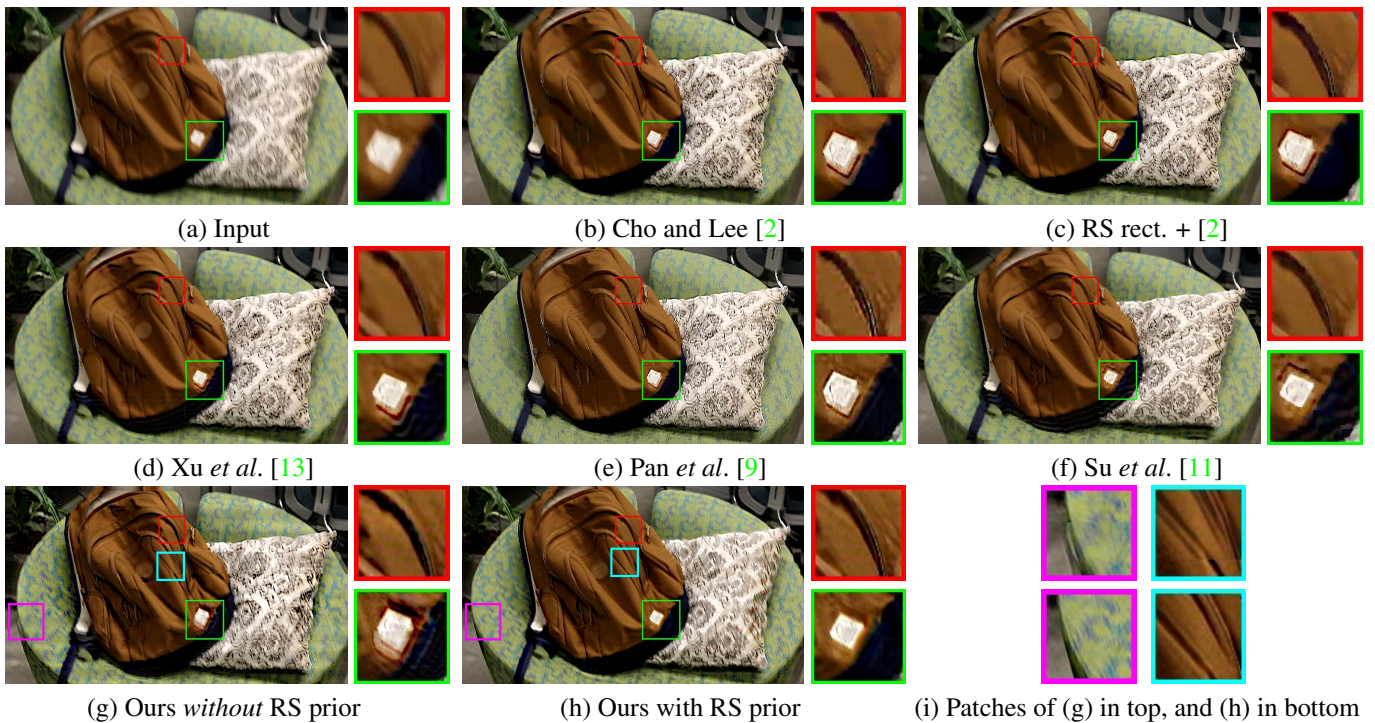 (a) Input
(b) Cho and Lee [2]
(c) RS rect. + [2]
(d) Xu et al. [13]
(e) Pan et al. [9]
(f) Su et al. [11]
(g) Ours without RS prior
(h) Ours with RS prior
(i) Patches of (g) in top, and (h) in bottom